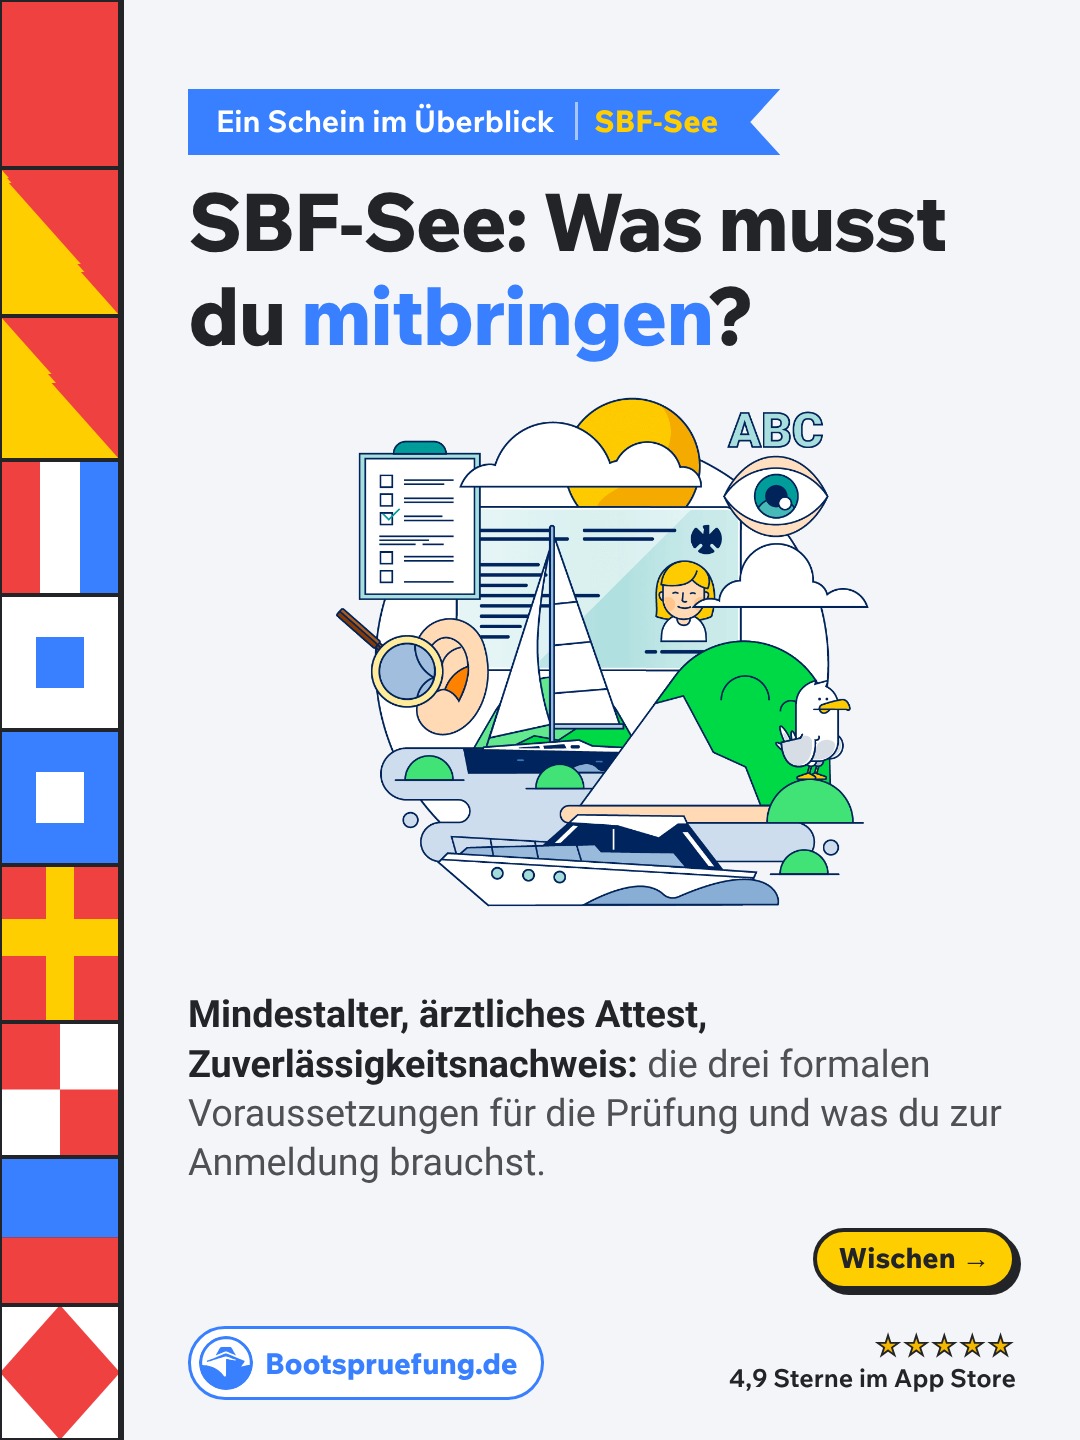 Ein Schein im Überblick | SBF-See
SBF-See: Was musst
du mitbringen?
ABC
Mindestalter, ärztliches Attest,
Zuverlässigkeitsnachweis: die drei formalen
Voraussetzungen für die Prüfung und was du zur
Anmeldung brauchst.
Wischen →
Bootspruefung.de
4,9 Sterne im App Store